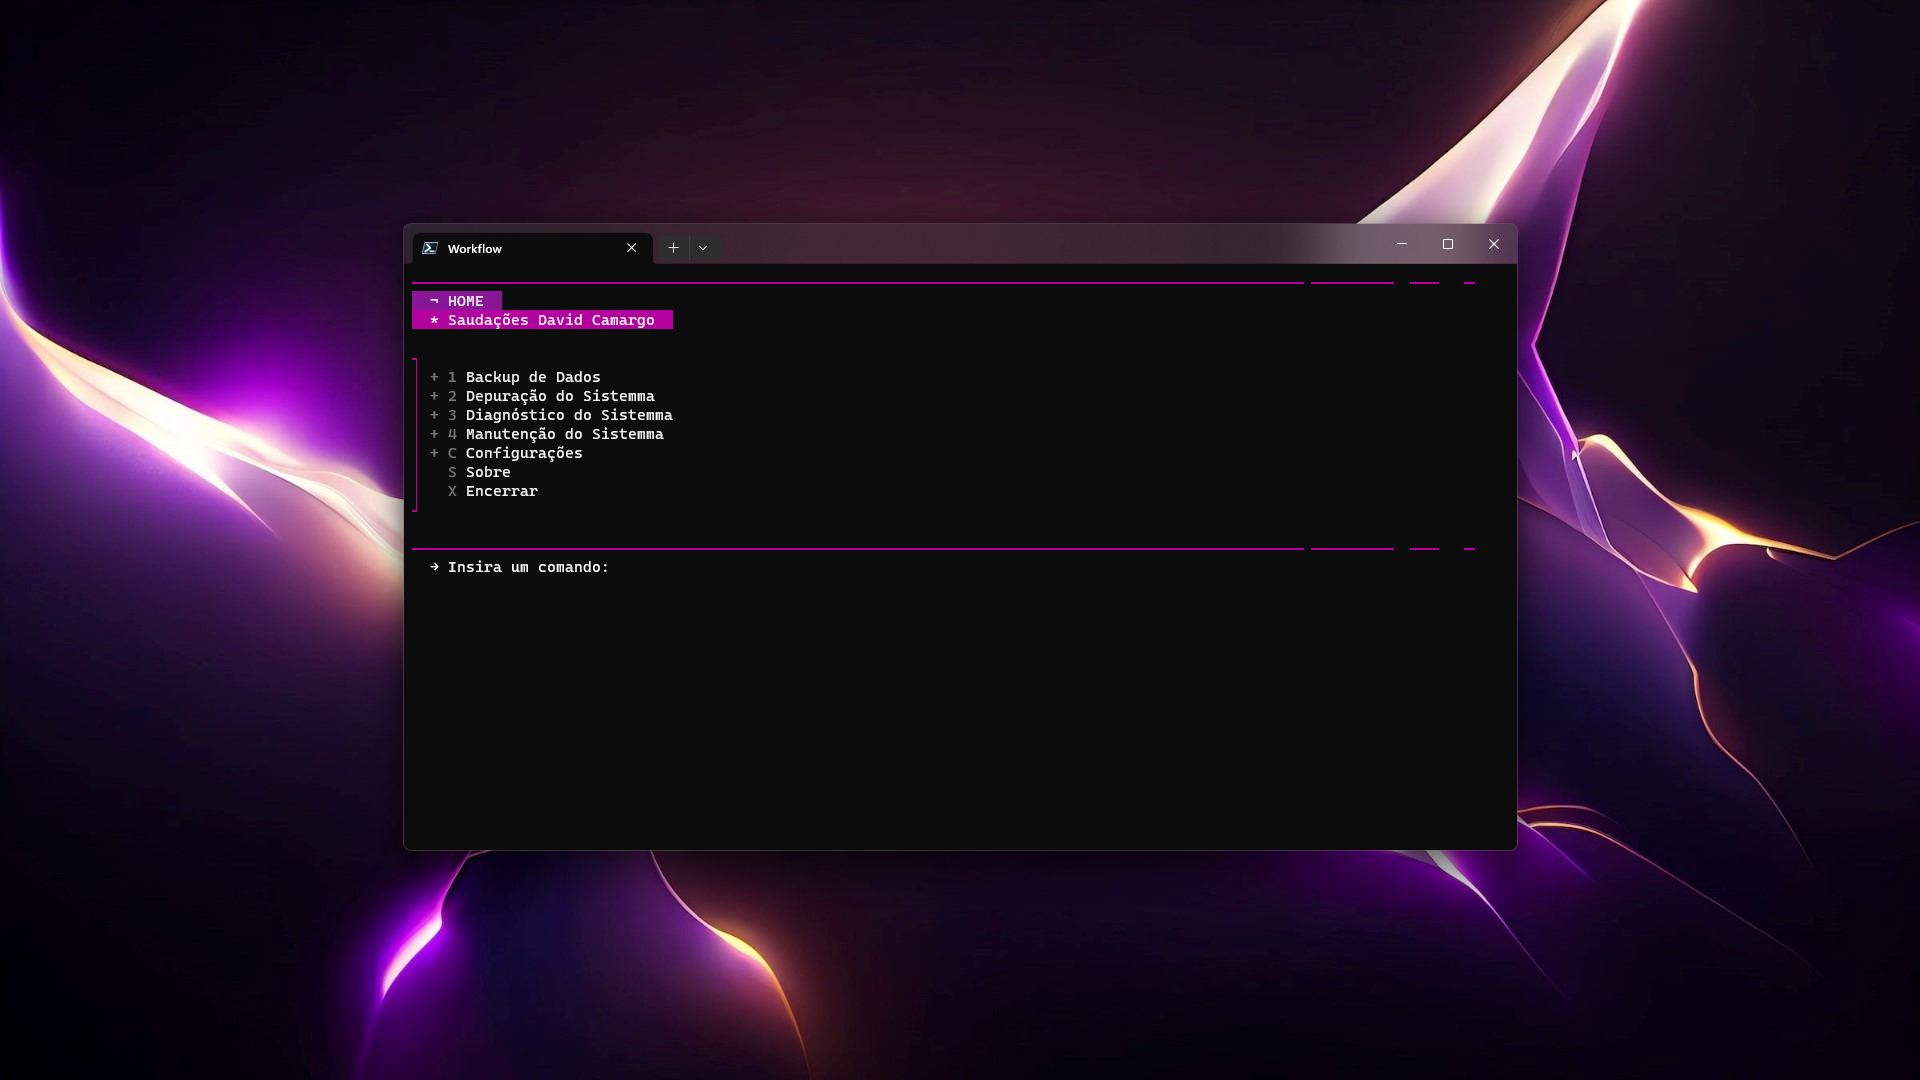 Workflow
¬ HOME
* Saudações David Camargo
+ 1 Backup de Dados
+ 2 Depuração do Sistemma
+ 3 Diagnóstico do Sistemma
+ 4 Manutenção do Sistemma
+ C Configurações
S Sobre
X Encerrar
→ Insira um comando: